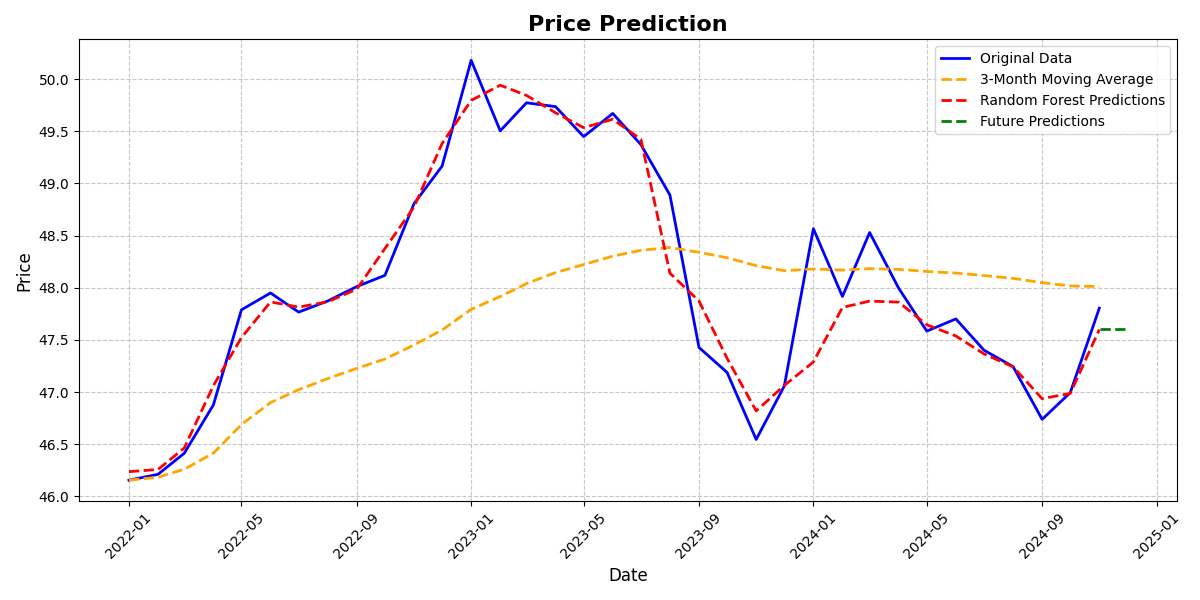 Price Prediction
Original Data
3-Month Moving Average
Random Forest Predictions
Future Predictions
Price
50.0
49.5
49.0
48.5
48.0
47.5
47.0
46.5
46.0
2022-01
2022-05
2022-09
2023-01
2023-05
2023-09
2024-01
2024-05
2024-09
2025-01
Date